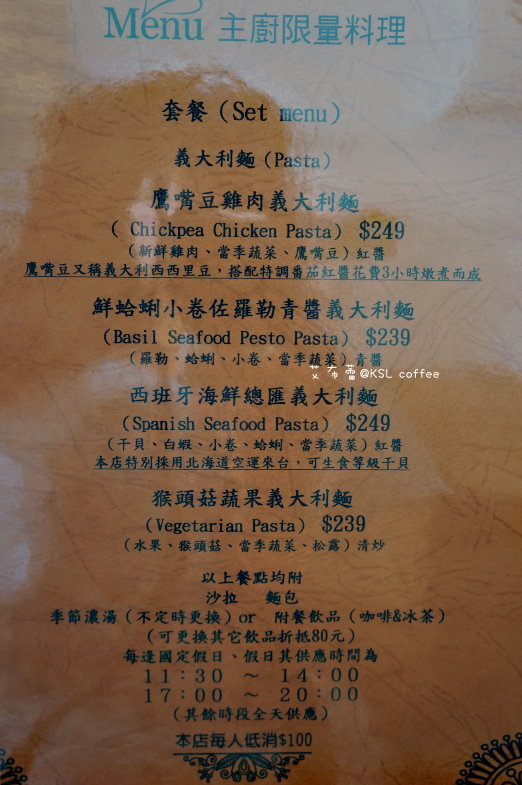 Menu 主廚限量料理
套餐 (Set menu)
義大利麵 (Pasta)
鷹嘴豆雞肉義大利麵
( Chickpea Chicken Pasta) $249
(新鮮雞肉、當季蔬菜、鷹嘴豆) 紅醬
鷹嘴豆又稱義大利西西里豆，搭配特調番茄紅醬花費3小時燉煮而成
鮮蛤蜊小卷佐羅勒青醬義大利麵
(Basil Seafood Pesto Pasta) $239
(羅勒、蛤蜊、小卷、當季蔬菜) 青醬
艾布蕾@KSL coffee
西班牙海鮮總匯義大利麵
(Spanish Seafood Pasta) $249
(干貝、白蝦、小卷、蛤蜊、當季蔬菜) 紅醬
本店特別採用北海道空運來台，可生食等級干貝
猴頭菇蔬果義大利麵
(Vegetarian Pasta) $239
(水果、猴頭菇、當季蔬菜、松露) 清炒
以上餐點均附
沙拉 麵包
季節濃湯 (不定時更換) or 附餐飲品 (咖啡&冰茶)
(可更換其它飲品折抵80元)
每逢國定假日、假日其供應時間為
11:30 ～ 14:00
17:00 ～ 20:00
(其餘時段全天供應)
本店每人低消$100